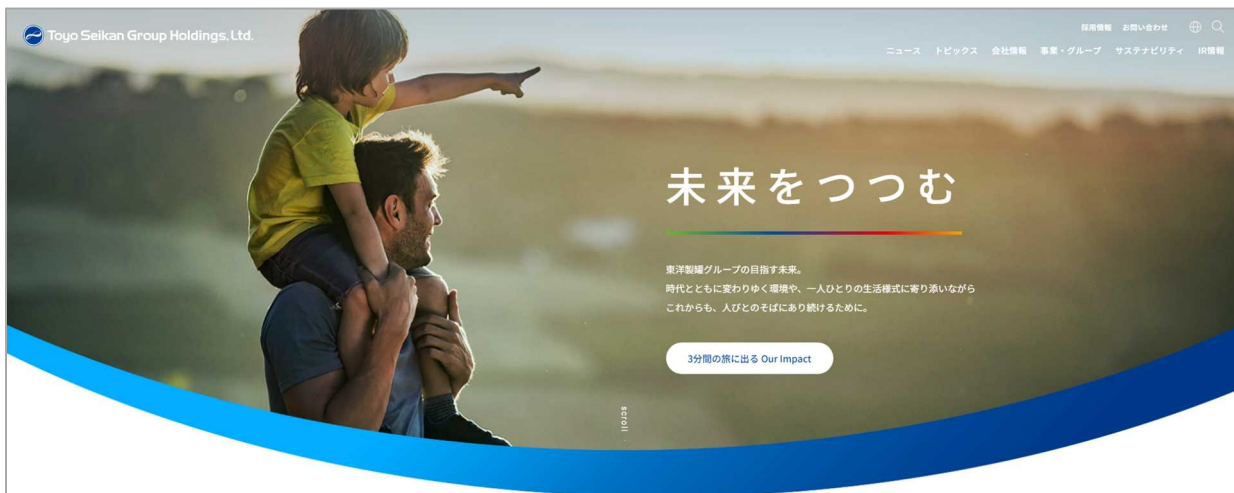 Toyo Seikan Group Holdings, Ltd.
採用情報 お問い合わせ
ニュース トピックス 会社情報 事業・グループ サステナビリティ IR情報
未来をつつむ
東洋製罐グループの目指す未来。
時代とともに変わりゆく環境や、一人ひとりの生活様式に寄り添いながら
これからも、人びとのそばにあり続けるために。
3分間の旅に出る Our Impact
scroll